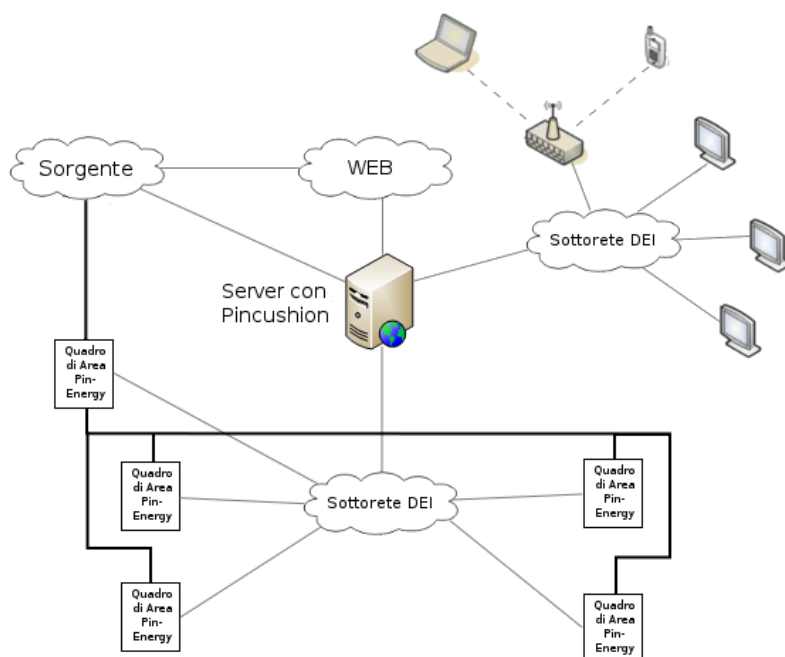 Sorgente
WEB
Sottorete DEI
Server con
Pincushion
Quadro
di Area
Pin-
Energy
Quadro
di Area
Pin-
Energy
Sottorete DEI
Quadro
di Area
Pin-
Energy
Quadro
di Area
Pin-
Energy
Quadro
di Area
Pin-
Energy